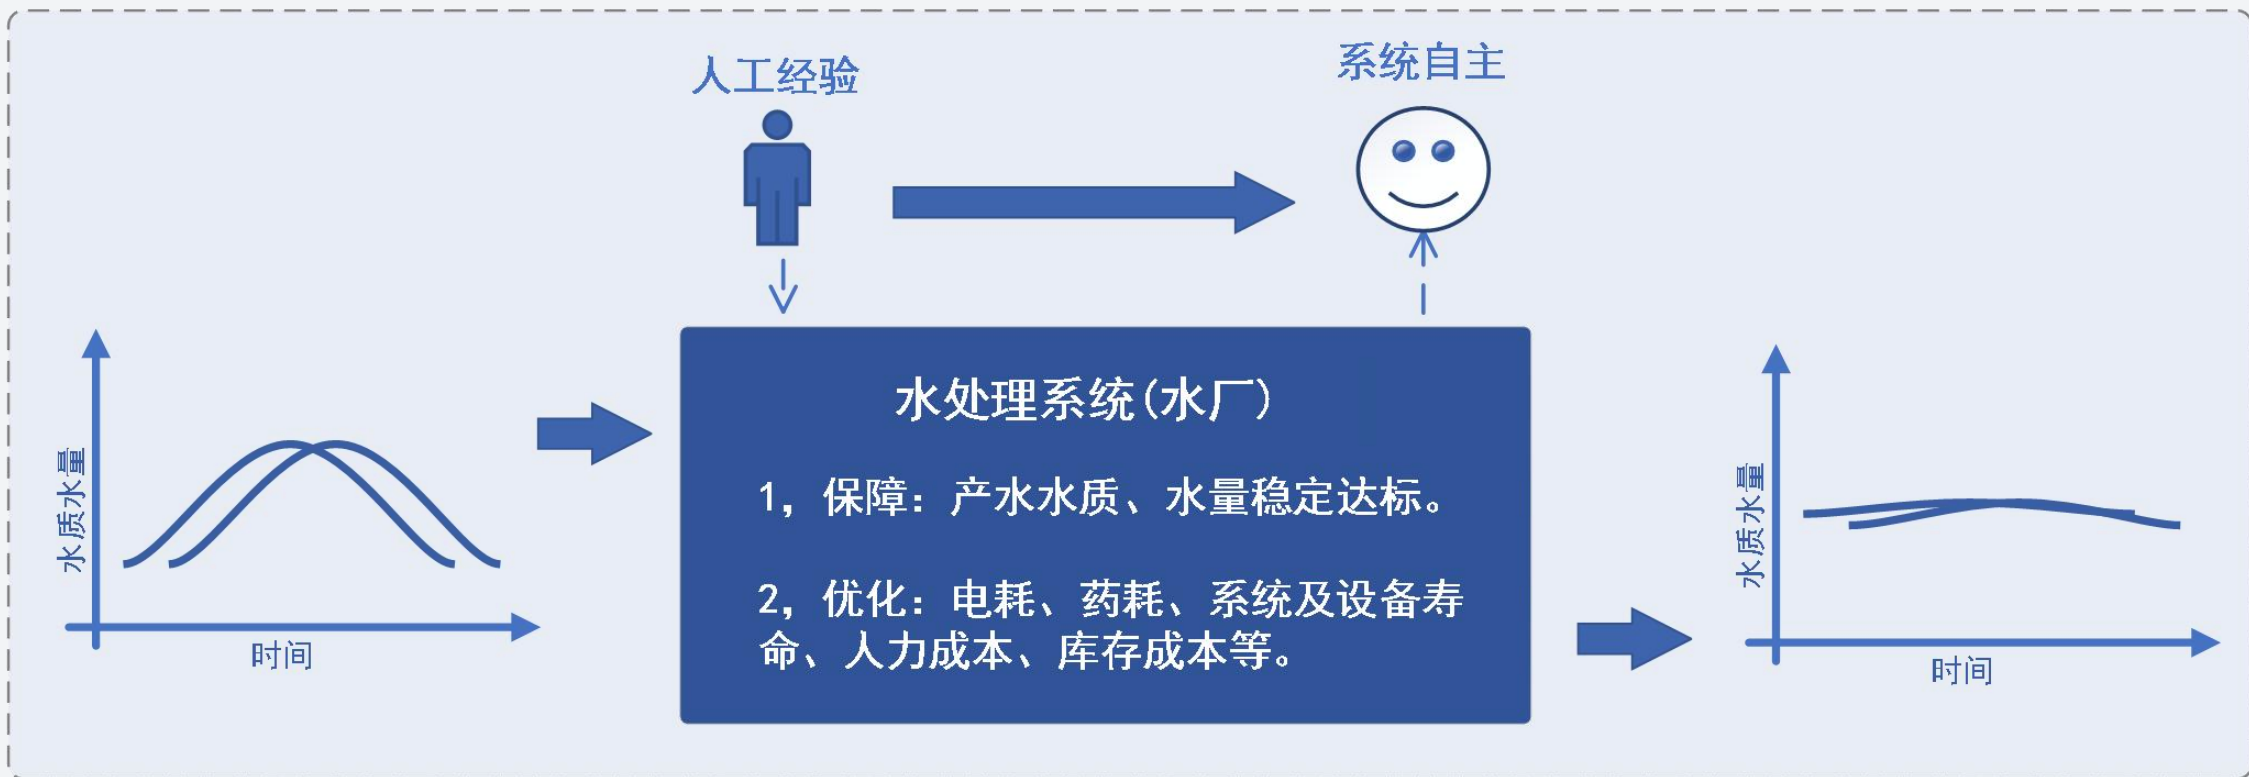 人工经验
系统自主
水处理系统(水厂)
1，保障：产水水质、水量稳定达标。
2，优化：电耗、药耗、系统及设备寿
命、人力成本、库存成本等。
水质水量
时间
水质水量
时间